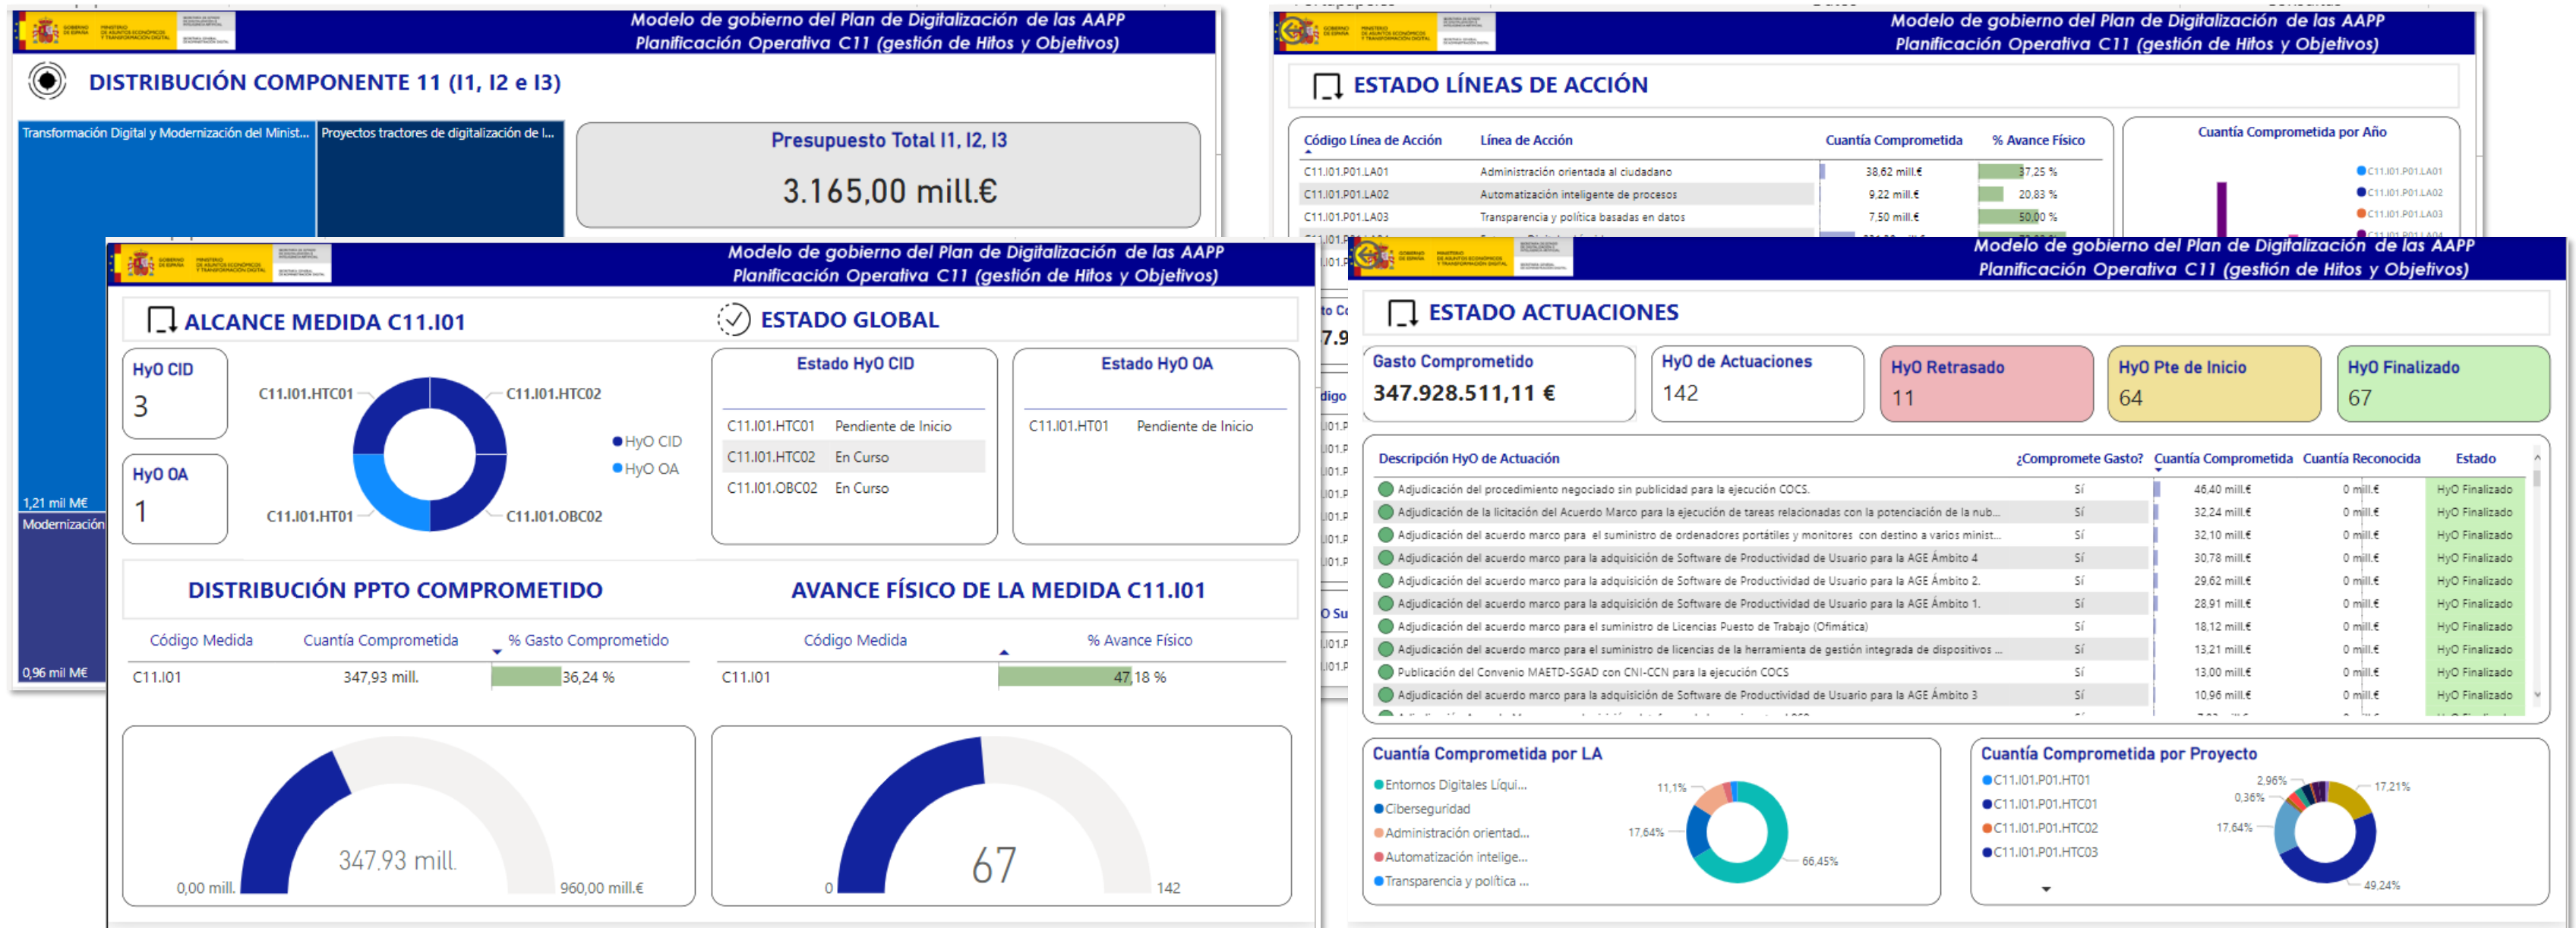 Modelo de gobierno del Plan de Digitalización de las AAPP
Planificación Operativa C11 (gestión de Hitos y Objetivos)
DISTRIBUCIÓN COMPONENTE 11 (I1, I2 e I3)
Transformación Digital y Modernización del Minist...
Proyectos tractores de digitalización de l...
Presupuesto Total I1, I2, I3
3.165,00 mill.€
1,21 mil M€
Modernización
0,96 mil M€
Modelo de gobierno del Plan de Digitalización de las AAPP
Planificación Operativa C11 (gestión de Hitos y Objetivos)
ESTADO LÍNEAS DE ACCIÓN
Código Línea de Acción Línea de Acción Cuantía Comprometida % Avance Físico
C11.I01.P01.LA01 Administración orientada al ciudadano 38,62 mill.€ 37,25 %
C11.I01.P01.LA02 Automatización inteligente de procesos 9,22 mill.€ 20,83 %
C11.I01.P01.LA03 Transparencia y política basadas en datos 7,50 mill.€ 50,00 %
Cuantía Comprometida por Año
C11.I01.P01.LA01
C11.I01.P01.LA02
C11.I01.P01.LA03
C11.I01.P01.LA04
GOBIERNO DE ESPAÑA
MINISTERIO DE ASUNTOS ECONÓMICOS Y TRANSFORMACIÓN DIGITAL
Modelo de gobierno del Plan de Digitalización de las AAPP
Planificación Operativa C11 (gestión de Hitos y Objetivos)
ALCANCE MEDIDA C11.I01
ESTADO GLOBAL
HyO CID
3
HyO OA
1
C11.I01.HTC01
C11.I01.HTC02
C11.I01.HT01
C11.I01.OBC02
HyO CID
HyO OA
Estado HyO CID
C11.I01.HTC01 Pendiente de Inicio
C11.I01.HTC02 En Curso
C11.I01.OBC02 En Curso
Estado HyO OA
C11.I01.HT01 Pendiente de Inicio
DISTRIBUCIÓN PPTO COMPROMETIDO
Código Medida Cuantía Comprometida % Gasto Comprometido
C11.I01 347,93 mill. 36,24 %
AVANCE FÍSICO DE LA MEDIDA C11.I01
Código Medida % Avance Físico
C11.I01 47,18 %
347,93 mill.
0,00 mill.
960,00 mill.€
67
0
142
Modelo de gobierno del Plan de Digitalización de las AAPP
Planificación Operativa C11 (gestión de Hitos y Objetivos)
ESTADO ACTUACIONES
Gasto Comprometido
347.928.511,11 €
HyO de Actuaciones
142
HyO Retrasado
11
HyO Pte de Inicio
64
HyO Finalizado
67
Descripción HyO de Actuación ¿Compromete Gasto? Cuantía Comprometida Cuantía Reconocida Estado
Adjudicación del procedimiento negociado sin publicidad para la ejecución COCS. Sí 46,40 mill.€ 0 mill.€ HyO Finalizado
Adjudicación de la licitación del Acuerdo Marco para la ejecución de tareas relacionadas con la potenciación de la nub... Sí 32,24 mill.€ 0 mill.€ HyO Finalizado
Adjudicación del acuerdo marco para el suministro de ordenadores portátiles y monitores con destino a varios minist... Sí 32,10 mill.€ 0 mill.€ HyO Finalizado
Adjudicación del acuerdo marco para la adquisición de Software de Productividad de Usuario para la AGE Ámbito 4 Sí 30,78 mill.€ 0 mill.€ HyO Finalizado
Adjudicación del acuerdo marco para la adquisición de Software de Productividad de Usuario para la AGE Ámbito 2. Sí 29,62 mill.€ 0 mill.€ HyO Finalizado
Adjudicación del acuerdo marco para la adquisición de Software de Productividad de Usuario para la AGE Ámbito 1. Sí 28,91 mill.€ 0 mill.€ HyO Finalizado
Adjudicación del acuerdo marco para el suministro de Licencias Puesto de Trabajo (Ofimática) Sí 18,12 mill.€ 0 mill.€ HyO Finalizado
Adjudicación del acuerdo marco para el suministro de licencias de la herramienta de gestión integrada de dispositivos ... Sí 13,21 mill.€ 0 mill.€ HyO Finalizado
Publicación del Convenio MAETD-SGAD con CNI-CCN para la ejecución COCS Sí 13,00 mill.€ 0 mill.€ HyO Finalizado
Adjudicación del acuerdo marco para la adquisición de Software de Productividad de Usuario para la AGE Ámbito 3 Sí 10,96 mill.€ 0 mill.€ HyO Finalizado
Cuantía Comprometida por LA
Entornos Digitales Líqui...
Ciberseguridad
Administración orientad...
Automatización intelige...
Transparencia y política ...
11,1%
17,64%
66,45%
Cuantía Comprometida por Proyecto
C11.I01.P01.HT01
C11.I01.P01.HTC01
C11.I01.P01.HTC02
C11.I01.P01.HTC03
2,96%
0,36%
17,64%
17,21%
49,24%